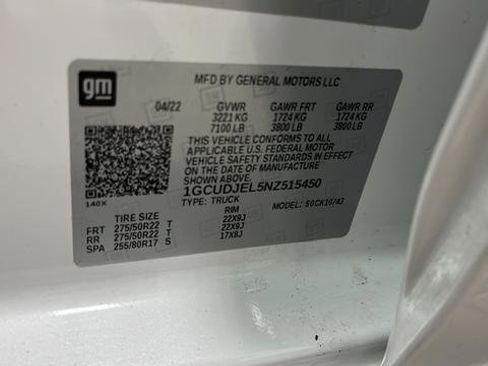 gm
MFD BY GENERAL MOTORS LLC
04/22 GVWR GAWR FRT GAWR RR
3221 KG 1724 KG 1724 KG
7100 LB 3800 LB 3800 LB
THIS VEHICLE CONFORMS TO ALL
APPLICABLE U.S. FEDERAL MOTOR
VEHICLE SAFETY STANDARDS IN EFFECT
ON THE DATE OF MANUFACTURE
SHOWN ABOVE.
1GCUDJEL5NZ515450
TYPE: TRUCK MODEL:
140X
TIRE SIZE RIM
FRT 275/50R22 T 22X9J
RR 275/50R22 T 22X9J
SPA 255/80R17 S 17X8J